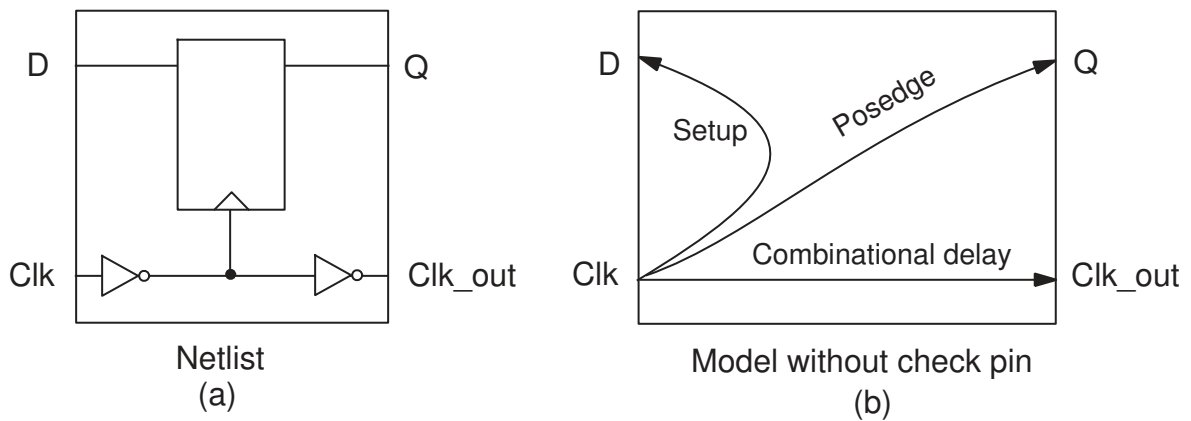 D
Q
Clk
Clk_out
Netlist
(a)
D
Q
Setup
Posedge
Combinational delay
Clk
Clk_out
Model without check pin
(b)